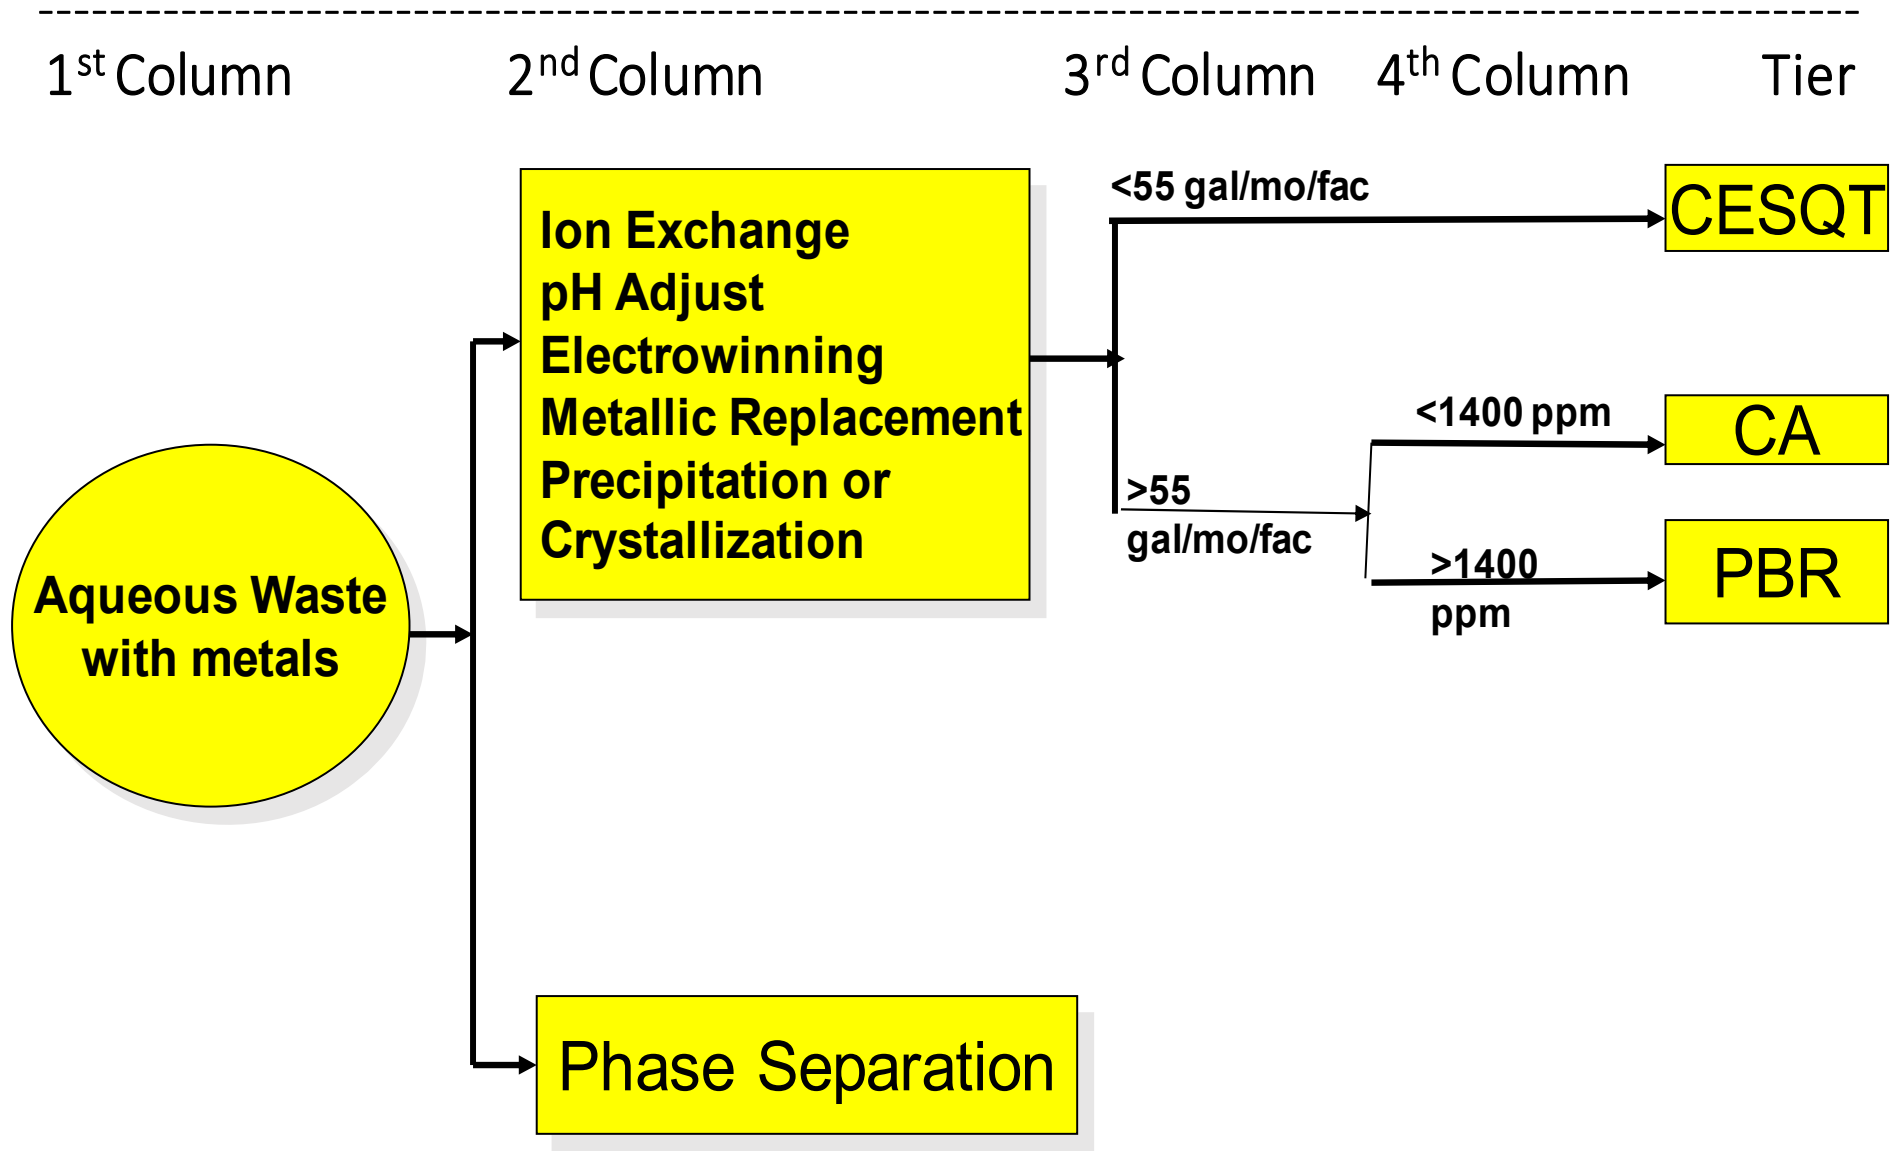 1st Column 2nd Column 3rd Column 4th Column Tier
Aqueous Waste
with metals
Ion Exchange
pH Adjust
Electrowinning
Metallic Replacement
Precipitation or
Crystallization
Phase Separation
<55 gal/mo/fac
>55
gal/mo/fac
<1400 ppm
>1400
ppm
CESQT
CA
PBR